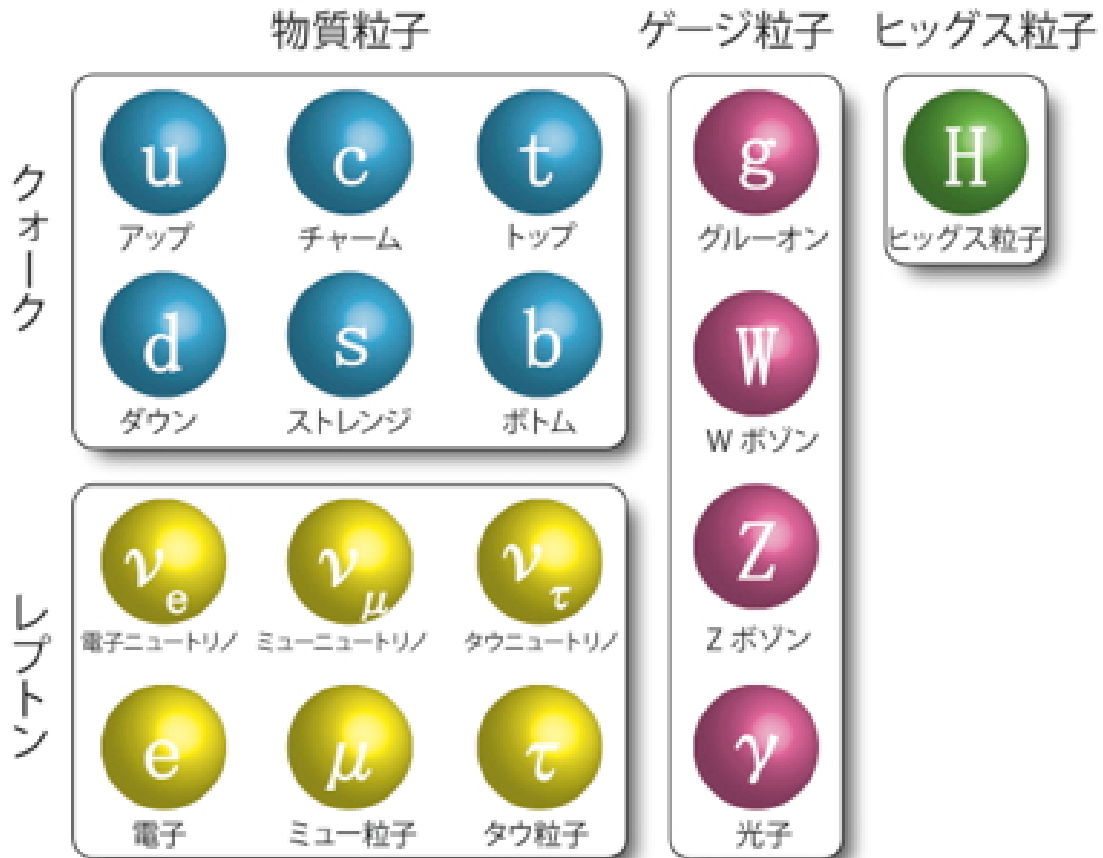 物質粒子
ゲージ粒子
ヒッグス粒子
クォーク
u
c
t
アップ
チャーム
トップ
d
s
b
ダウン
ストレンジ
ボトム
レプトン
νe
νμ
ντ
電子ニュートリノ
ミューニュートリノ
タウニュートリノ
e
μ
τ
電子
ミュー粒子
タウ粒子
g
グルーオン
W
W ボゾン
Z
Z ボゾン
γ
光子
H
ヒッグス粒子